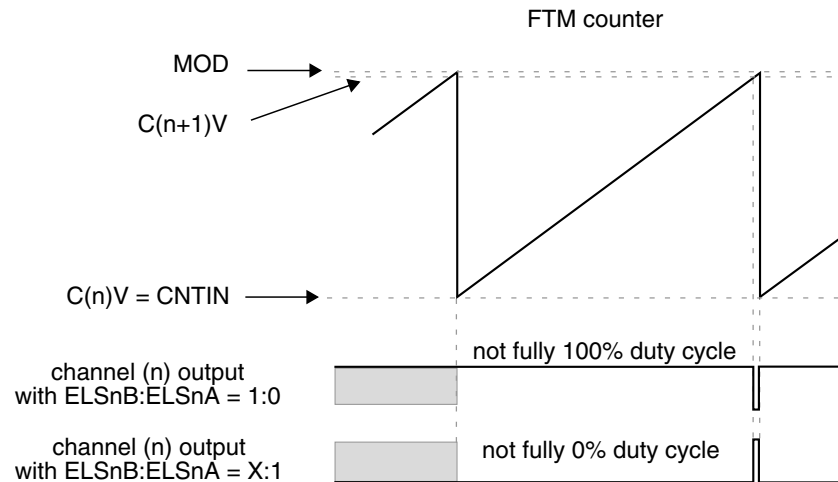 FTM counter
MOD
C(n+1)V
C(n)V = CNTIN
not fully 100% duty cycle
channel (n) output
with ELSnB:ELSnA = 1:0
channel (n) output
with ELSnB:ELSnA = X:1
not fully 0% duty cycle